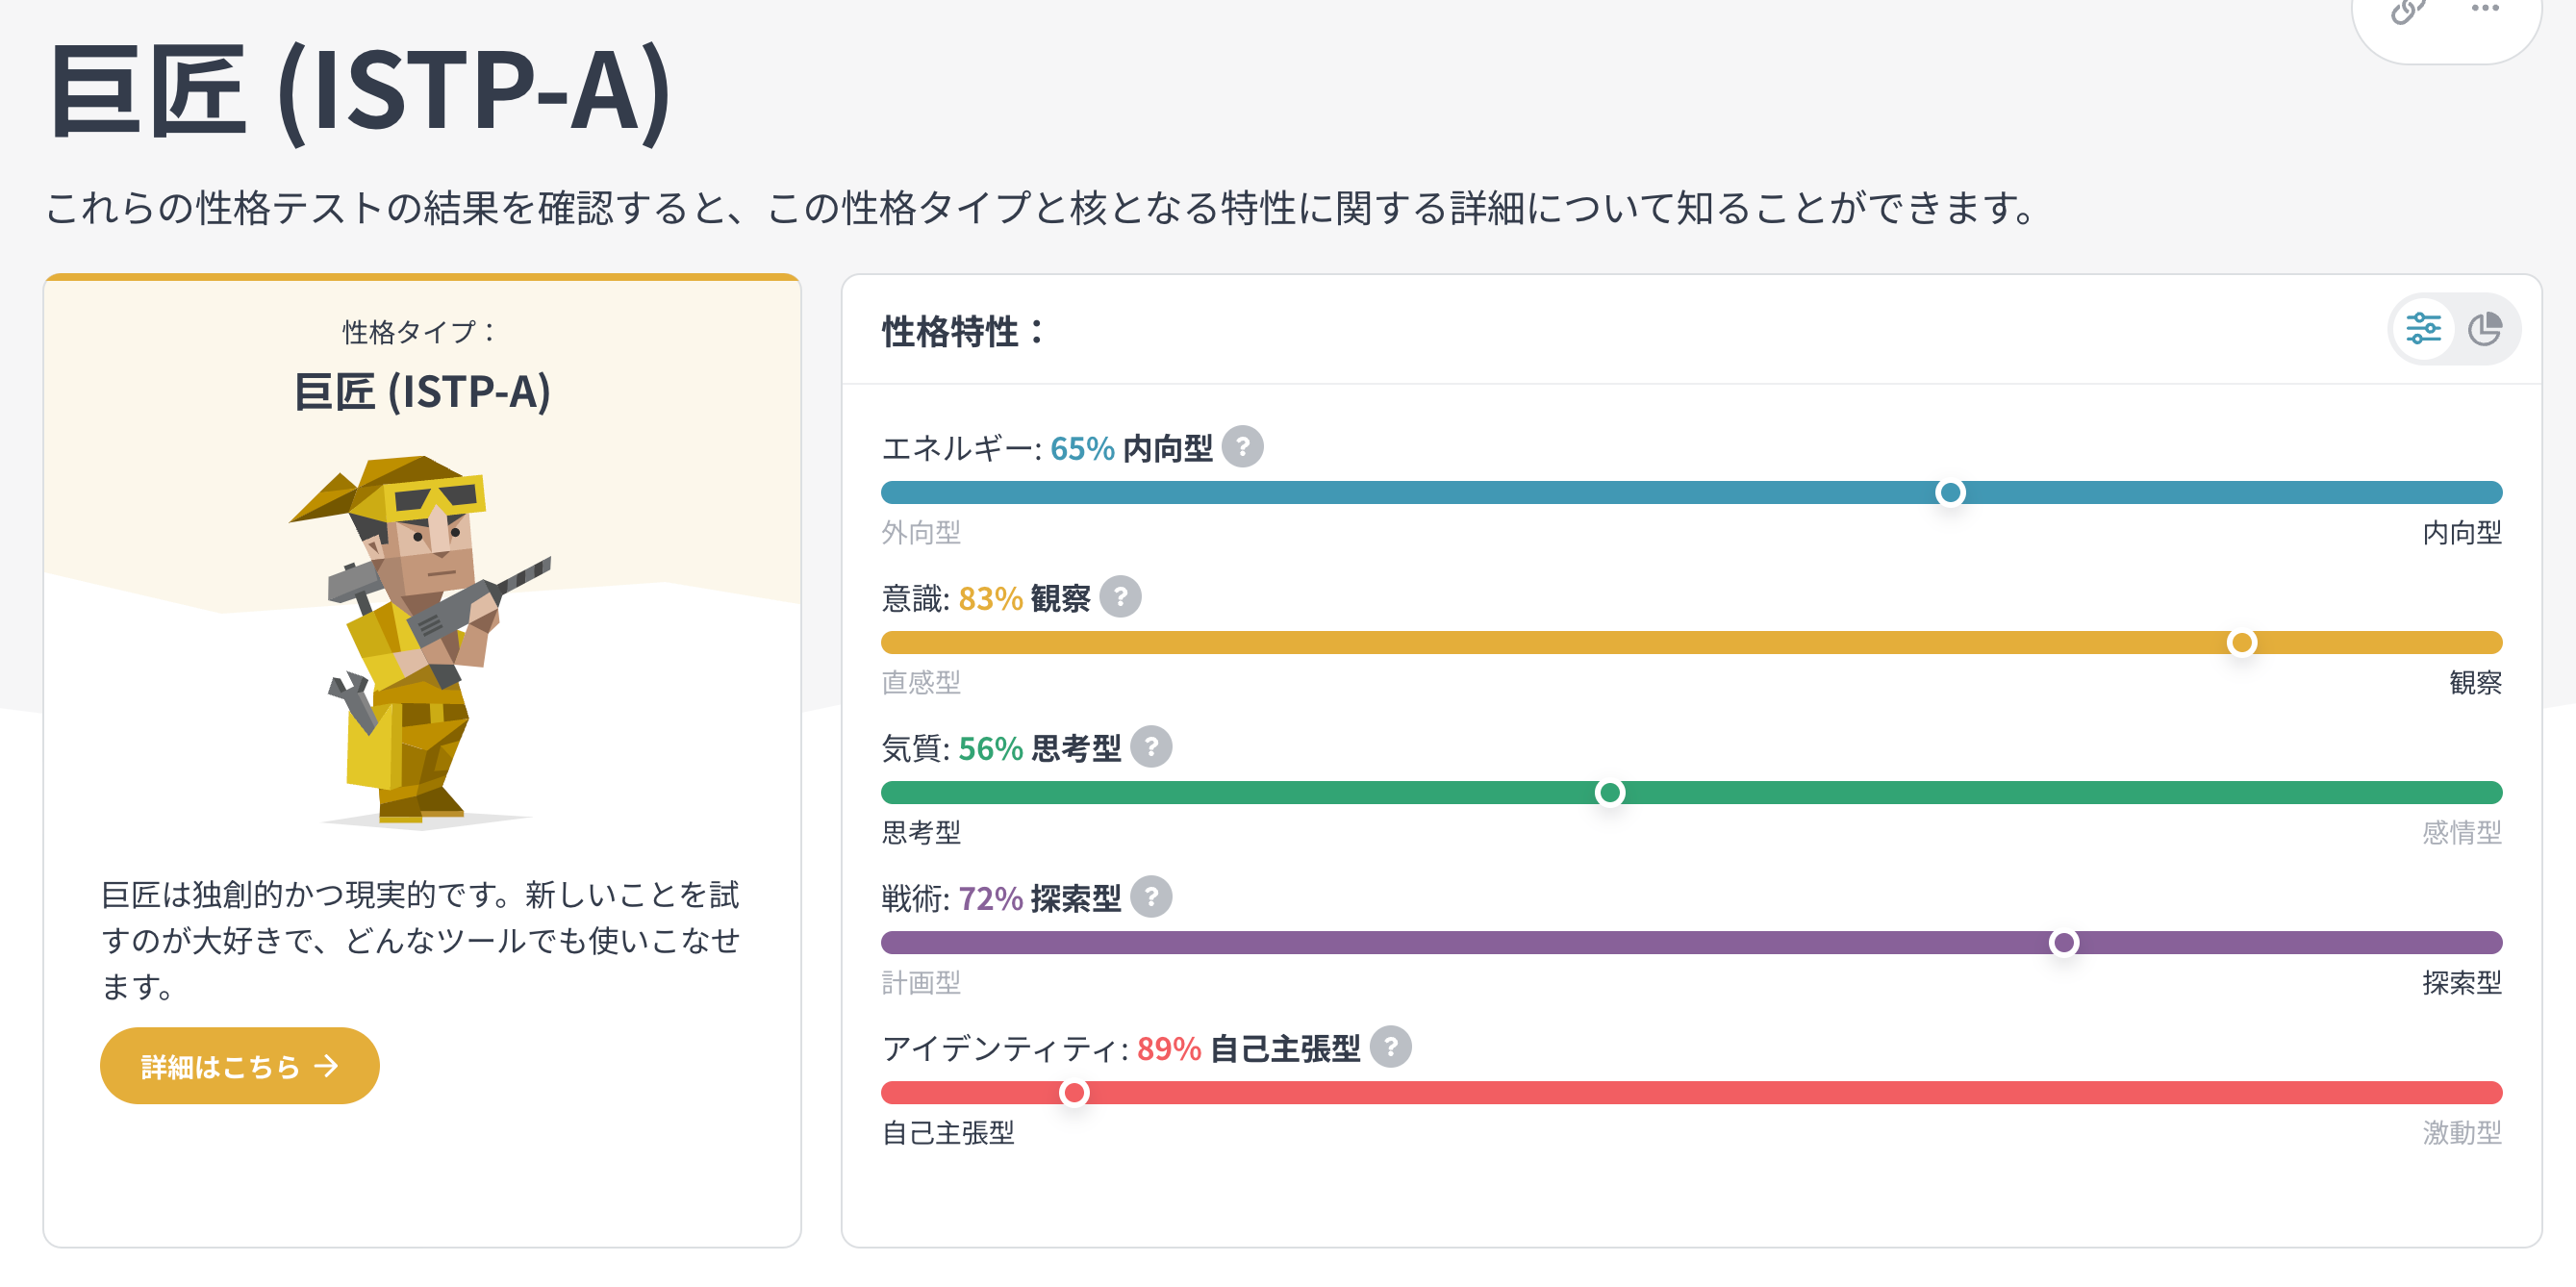 巨匠 (ISTP-A)
これらの性格テストの結果を確認すると、この性格タイプと核となる特性に関する詳細について知ることができます。
性格タイプ：
巨匠 (ISTP-A)
巨匠は独創的かつ現実的です。新しいことを試
すのが大好きで、どんなツールでも使いこなせ
ます。
詳細はこちら →
性格特性：
エネルギー: 65% 内向型 ?
外向型 内向型
意識: 83% 観察 ?
直感型 観察
気質: 56% 思考型 ?
思考型 感情型
戦術: 72% 探索型 ?
計画型 探索型
アイデンティティ: 89% 自己主張型 ?
自己主張型 激動型